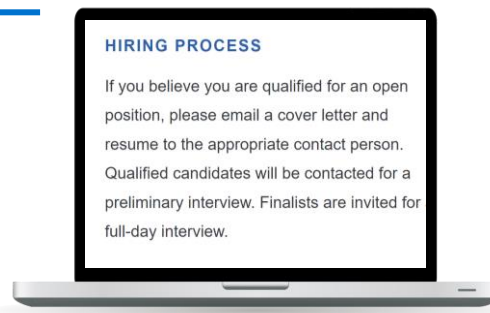 HIRING PROCESS
If you believe you are qualified for an open
position, please email a cover letter and
resume to the appropriate contact person.
Qualified candidates will be contacted for a
preliminary interview. Finalists are invited for
full-day interview.